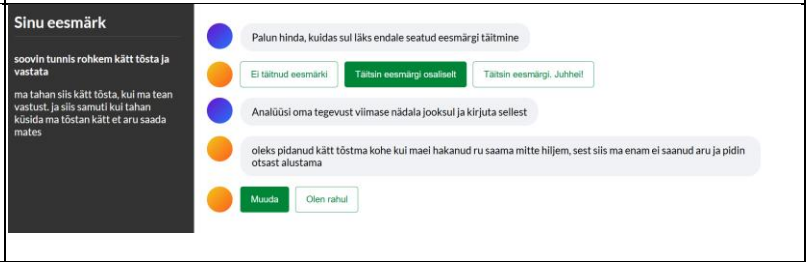 Sinu eesmärk
soovin tunnis rohkem kätt tõsta ja
vastata
ma tahan siis kätt tõsta, kui ma tean
vastust. ja siis samuti kui tahan
küsida ma tõstan kätt et aru saada
mates
Palun hinda, kuidas sul läks endale seatud eesmärgi täitmine
Ei täitnud eesmärki
Täitsin eesmärgi osaliselt
Täitsin eesmärgi. Juhhei!
Analüüsi oma tegevust viimase nädala jooksul ja kirjuta sellest
oleks pidanud kätt tõstma kohe kui maei hakanud ru saama mitte hiljem, sest siis ma enam ei saanud aru ja pidin
otsast alustama
Muuda
Olen rahul